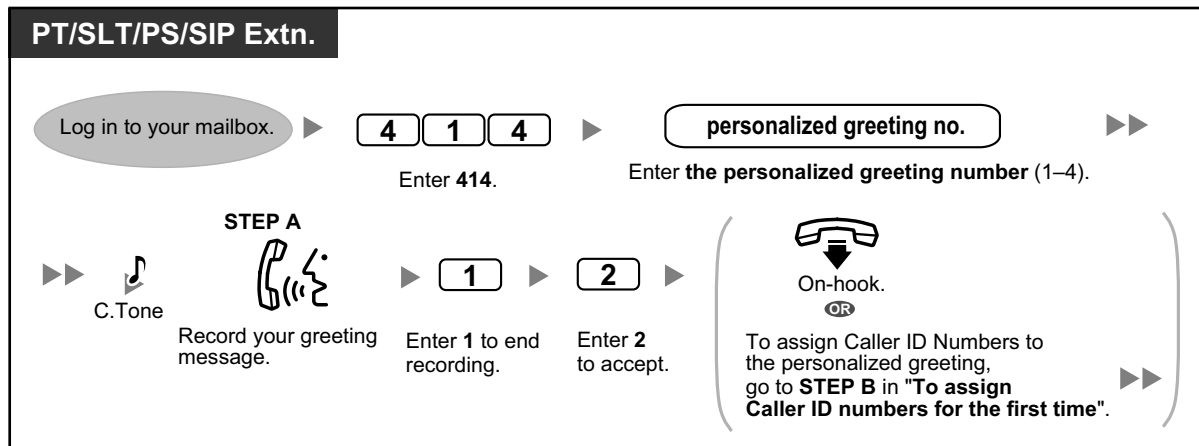 PT/SLT/PS/SIP Extn.
Log in to your mailbox.
4 1 4
personalized greeting no.
Enter 414.
Enter the personalized greeting number (1–4).
STEP A
C.Tone
Record your greeting
message.
1
Enter 1 to end
recording.
2
Enter 2
to accept.
On-hook.
OR
To assign Caller ID Numbers to
the personalized greeting,
go to STEP B in "To assign
Caller ID numbers for the first time".